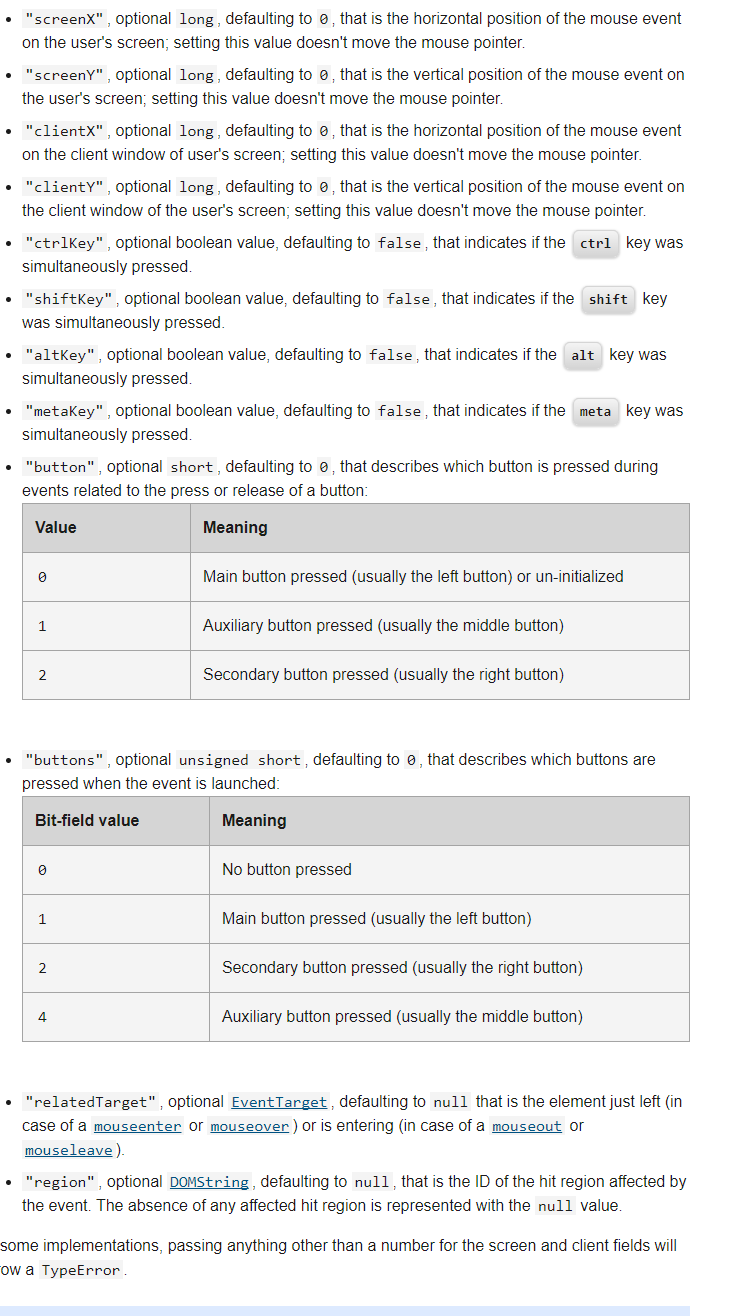 "screenX", optional long, defaulting to 0, that is the horizontal position of the mouse event
on the user's screen; setting this value doesn't move the mouse pointer.
"screenY", optional long, defaulting to 0, that is the vertical position of the mouse event on
the user's screen; setting this value doesn't move the mouse pointer.
"clientX", optional long, defaulting to 0, that is the horizontal position of the mouse event
on the client window of user's screen; setting this value doesn't move the mouse pointer.
"clientY", optional long, defaulting to 0, that is the vertical position of the mouse event on
the client window of the user's screen; setting this value doesn't move the mouse pointer.
"ctrlKey", optional boolean value, defaulting to false, that indicates if the ctrl key was
simultaneously pressed.
"shiftKey", optional boolean value, defaulting to false, that indicates if the shift key
was simultaneously pressed.
"altKey", optional boolean value, defaulting to false, that indicates if the alt key was
simultaneously pressed.
"metaKey", optional boolean value, defaulting to false, that indicates if the meta key was
simultaneously pressed.
"button", optional short, defaulting to 0, that describes which button is pressed during
events related to the press or release of a button:
Value Meaning
0 Main button pressed (usually the left button) or un-initialized
1 Auxiliary button pressed (usually the middle button)
2 Secondary button pressed (usually the right button)
"buttons", optional unsigned short, defaulting to 0, that describes which buttons are
pressed when the event is launched:
Bit-field value Meaning
0 No button pressed
1 Main button pressed (usually the left button)
2 Secondary button pressed (usually the right button)
4 Auxiliary button pressed (usually the middle button)
"relatedTarget", optional EventTarget, defaulting to null that is the element just left (in
case of a mouseenter or mouseover) or is entering (in case of a mouseout or
mouseleave).
"region", optional DOMString, defaulting to null, that is the ID of the hit region affected by
the event. The absence of any affected hit region is represented with the null value.
some implementations, passing anything other than a number for the screen and client fields will
ow a TypeError.